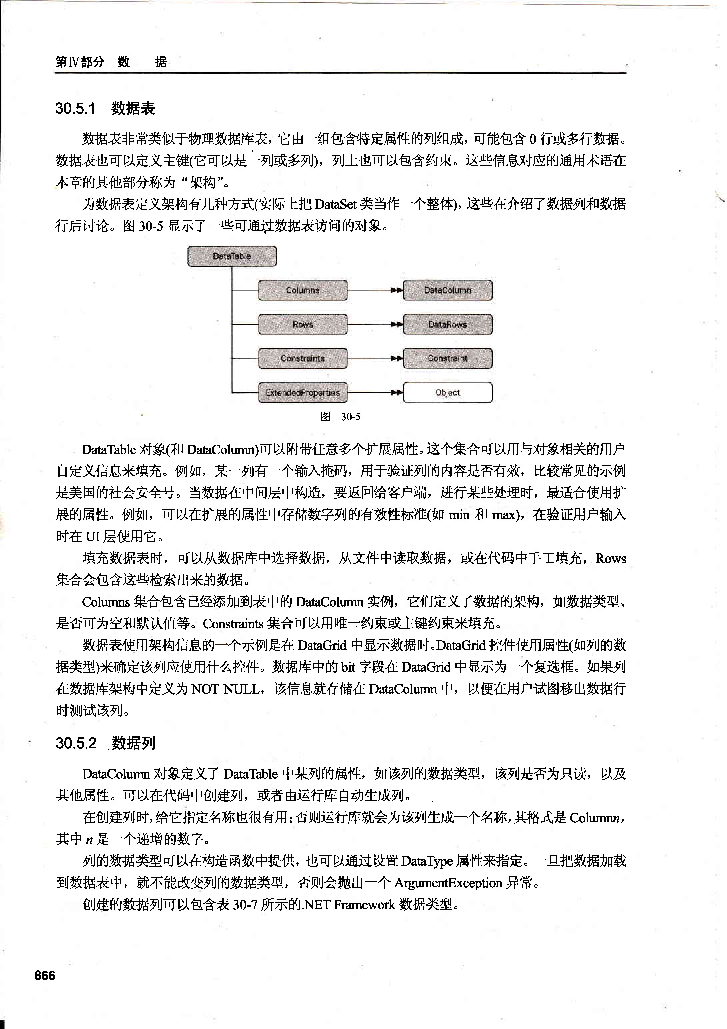 第Ⅳ部分 数 据
30.5.1 数据表
数据表非常类似于物理数据库表，它由一组包含特定属性的列组成，可能包含 0 行或多行数据。
数据表也可以定义主键(它可以是一列或多列)，列上也可以包含约束。这些信息对应的通用术语在
本章的其他部分称为“架构”。
为数据表定义架构有几种方式(实际上把 DataSet 类当作一个整体)，这些在介绍了数据列和数据
行后讨论。图 30-5 显示了一些可通过数据表访问的对象。
DataTable
Columns
DataColumn
Rows
DataRows
Constraints
Constraint
ExtendedProperties
Object
图 30-5
DataTable 对象(和 DataColumn)可以附带任意多个扩展属性。这个集合可以用与对象相关的用户
自定义信息来填充。例如，某一列有一个输入掩码，用于验证列的内容是否有效，比较常见的示例
是美国的社会安全号。当数据在中间层中构造，要返回给客户端，进行某些处理时，最适合使用扩
展的属性。例如，可以在扩展的属性中存储数字列的有效性标准(如 min 和 max)，在验证用户输入
时在 UI 层使用它。
填充数据表时，可以从数据库中选择数据，从文件中读取数据，或在代码中手工填充，Rows
集合会包含这些检索出来的数据。
Columns 集合包含已经添加到表中的 DataColumn 实例，它们定义了数据的架构，如数据类型、
是否可为空和默认值等。Constraints 集合可以用唯一约束或主键约束来填充。
数据表使用架构信息的一个示例是在 DataGrid 中显示数据时。DataGrid 控件使用属性(如列的数
据类型)来确定该列应使用什么控件。数据库中的 bit 字段在 DataGrid 中显示为一个复选框。如果列
在数据库架构中定义为 NOT NULL，该信息就存储在 DataColumn 中，以便在用户试图移出数据行
时测试该列。
30.5.2 数据列
DataColumn 对象定义了 DataTable 中某列的属性，如该列的数据类型，该列是否为只读，以及
其他属性。可以在代码中创建列，或者由运行库自动生成列。
在创建列时，给它指定名称也很有用；否则运行库就会为该列生成一个名称，其格式是 Columnn，
其中 n 是一个递增的数字。
列的数据类型可以在构造函数中提供，也可以通过设置 DataType 属性来指定。一旦把数据加载
到数据表中，就不能改变列的数据类型，否则会抛出一个 ArgumentException 异常。
创建的数据列可以包含表 30-7 所示的.NET Framework 数据类型。
866